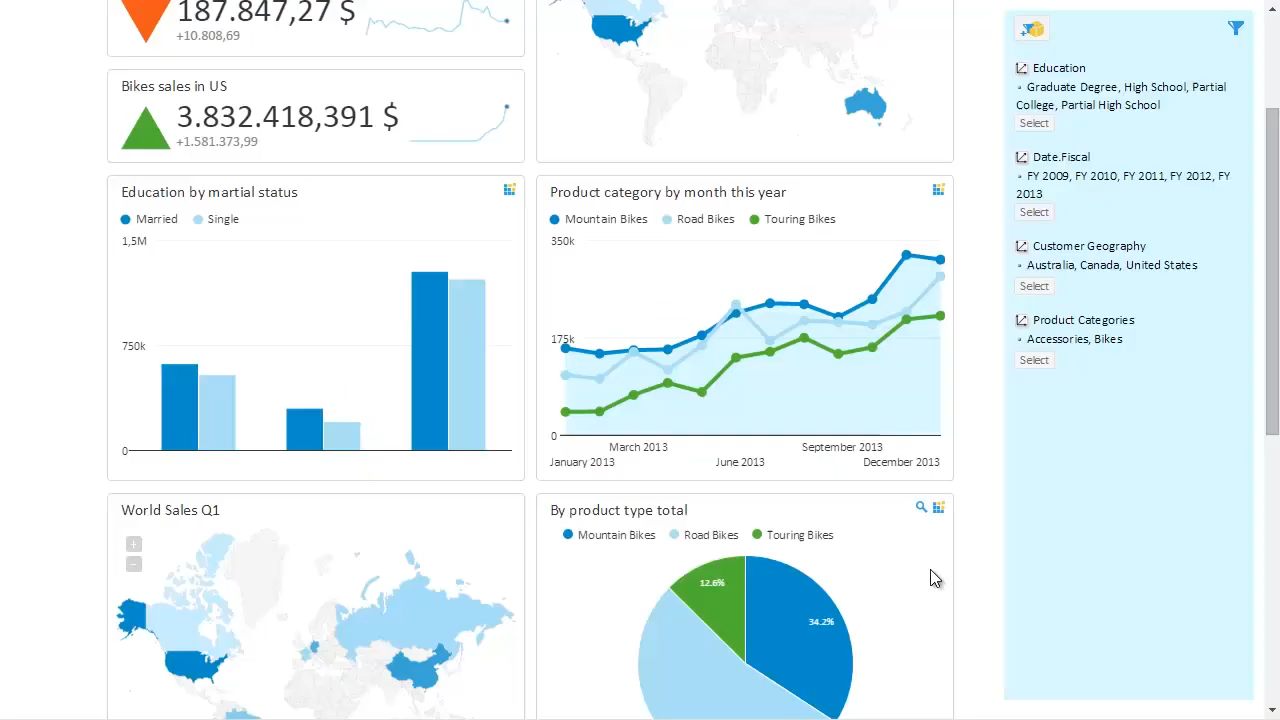 187.847,27 $
+10.808,69
Bikes sales in US
3.832.418,391 $
+1.581.373,99
Education by martial status
Married Single
1,5M
750k
0
Product category by month this year
Mountain Bikes Road Bikes Touring Bikes
350k
175k
0
March 2013 September 2013
January 2013 June 2013 December 2013
World Sales Q1
+
−
By product type total
Mountain Bikes Road Bikes Touring Bikes
12.6%
34.2%
Education
Graduate Degree, High School, Partial
College, Partial High School
Select
Date.Fiscal
FY 2009, FY 2010, FY 2011, FY 2012, FY
2013
Select
Customer Geography
Australia, Canada, United States
Select
Product Categories
Accessories, Bikes
Select